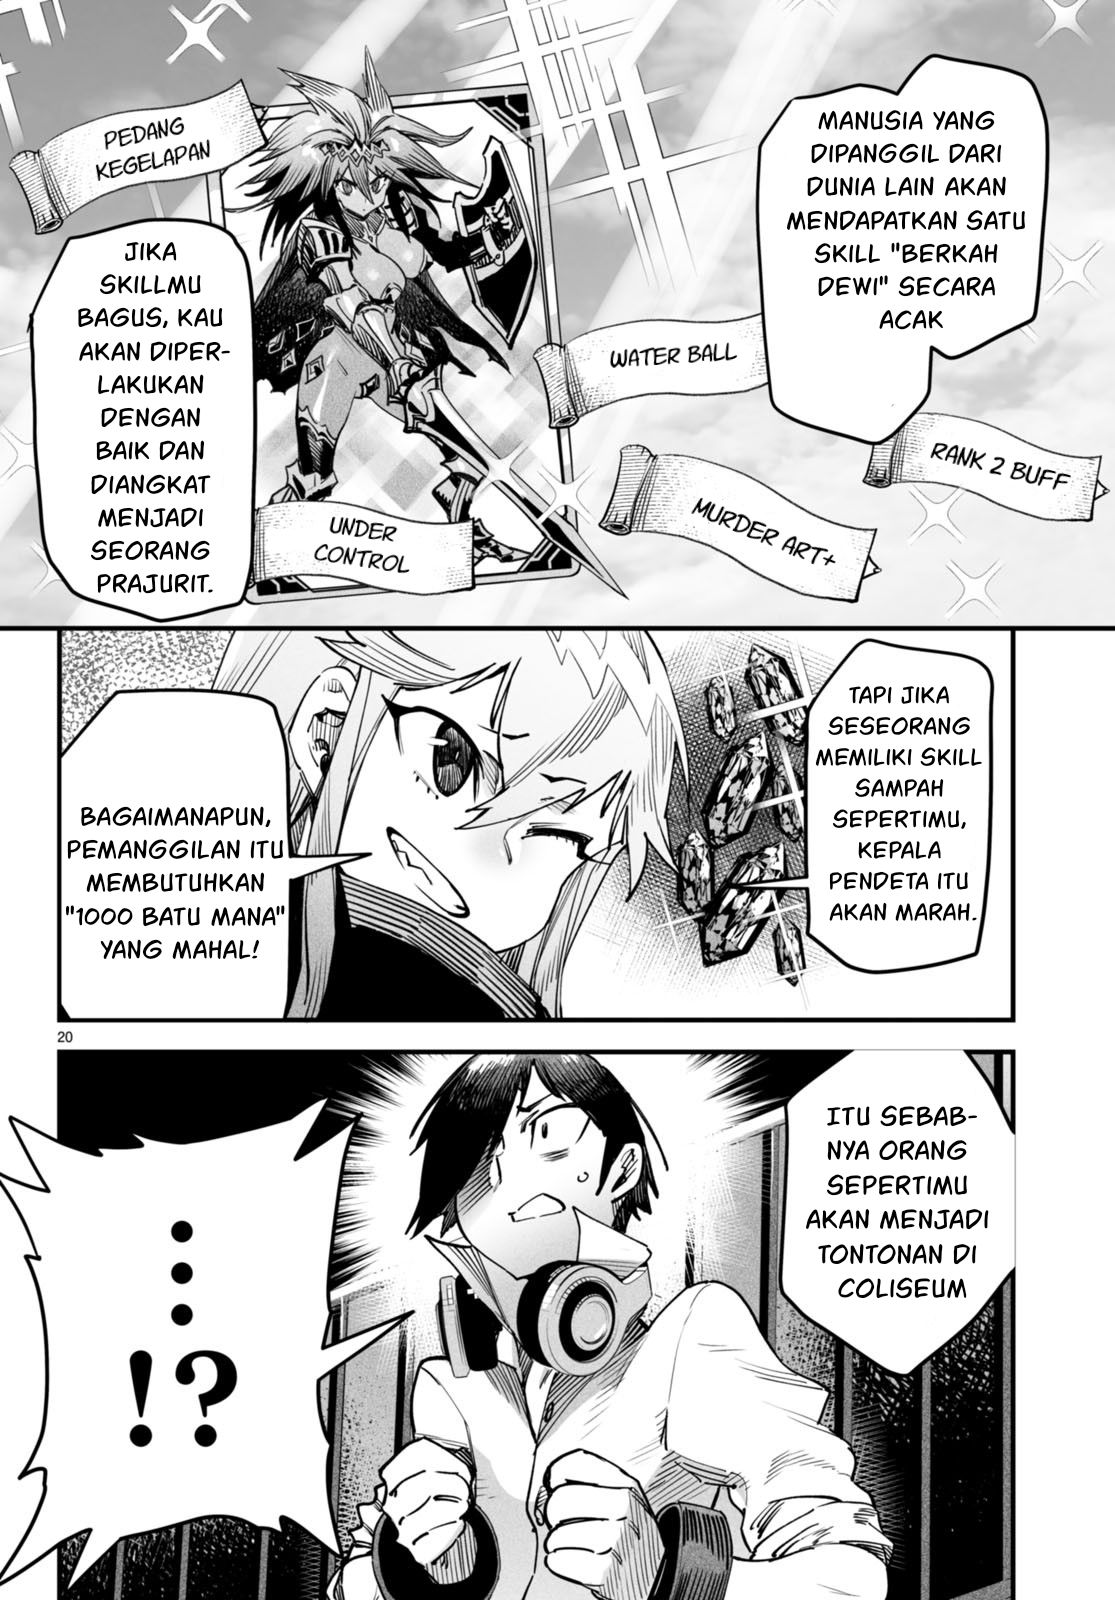 MANUSIA YANG
DIPANGGIL DARI
DUNIA LAIN AKAN
MENDAPATKAN SATU
SKILL "BERKAH
DEWI" SECARA
ACAK
PEDANG
KEGELAPAN
WATER BALL
RANK 2 BUFF
MURDER ART+
UNDER
CONTROL
JIKA
SKILLMU
BAGUS, KAU
AKAN DIPER-
LAKUKAN
DENGAN
BAIK DAN
DIANGKAT
MENJADI
SEORANG
PRAJURIT.
TAPI JIKA
SESEORANG
MEMILIKI SKILL
SAMPAH
SEPERTIMU,
KEPALA
PENDETA ITU
AKAN MARAH.
BAGAIMANAPUN,
PEMANGGILAN ITU
MEMBUTUHKAN
"1000 BATU MANA"
YANG MAHAL!
20
ITU SEBAB-
NYA ORANG
SEPERTIMU
AKAN MENJADI
TONTONAN DI
COLISEUM
...
!?